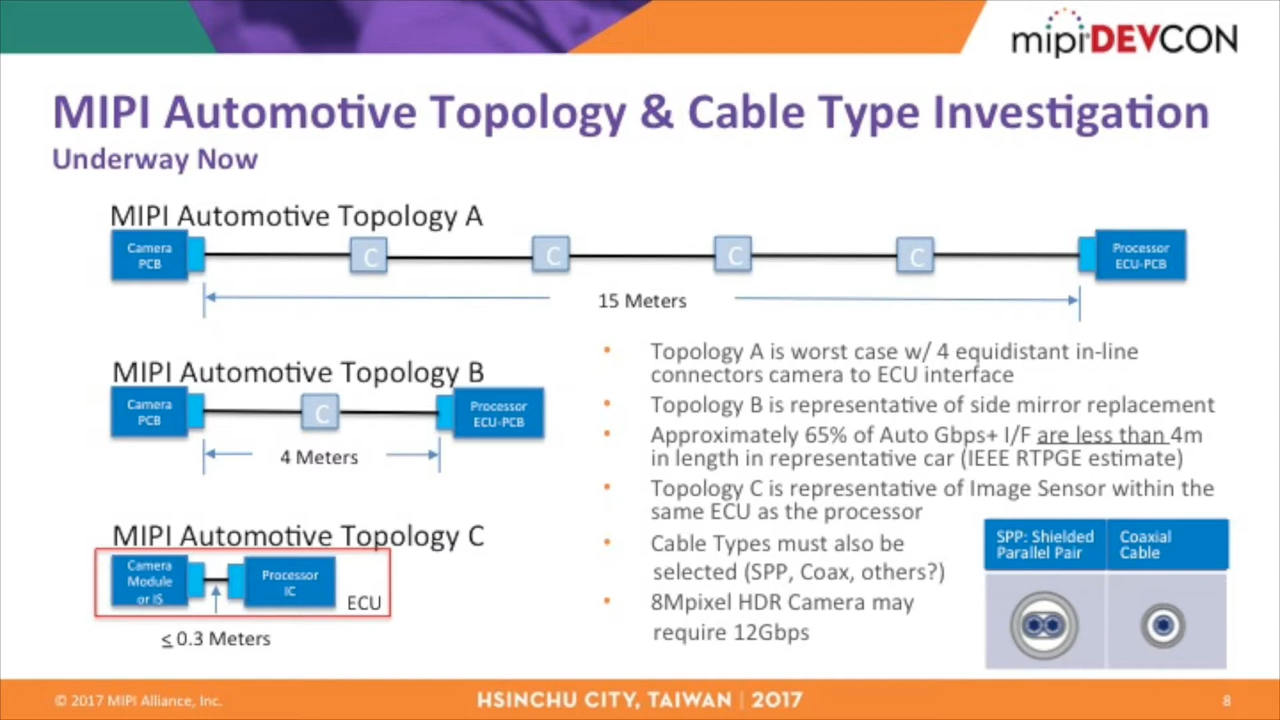 mipi DEVCON
MIPI Automotive Topology & Cable Type Investigation
Underway Now
MIPI Automotive Topology A
Camera
PCB
C
C
C
C
Processor
ECU-PCB
15 Meters
MIPI Automotive Topology B
Camera
PCB
C
Processor
ECU-PCB
4 Meters
MIPI Automotive Topology C
Camera
Module
or IS
Processor
IC
ECU
≤ 0.3 Meters
• Topology A is worst case w/ 4 equidistant in-line
connectors camera to ECU interface
• Topology B is representative of side mirror replacement
• Approximately 65% of Auto Gbps+ I/F are less than 4m
in length in representative car (IEEE RTPGE estimate)
• Topology C is representative of Image Sensor within the
same ECU as the processor
• Cable Types must also be
selected (SPP, Coax, others?)
• 8Mpixel HDR Camera may
require 12Gbps
SPP: Shielded
Parallel Pair
Coaxial
Cable
© 2017 MIPI Alliance, Inc.
HSINCHU CITY, TAIWAN | 2017
8